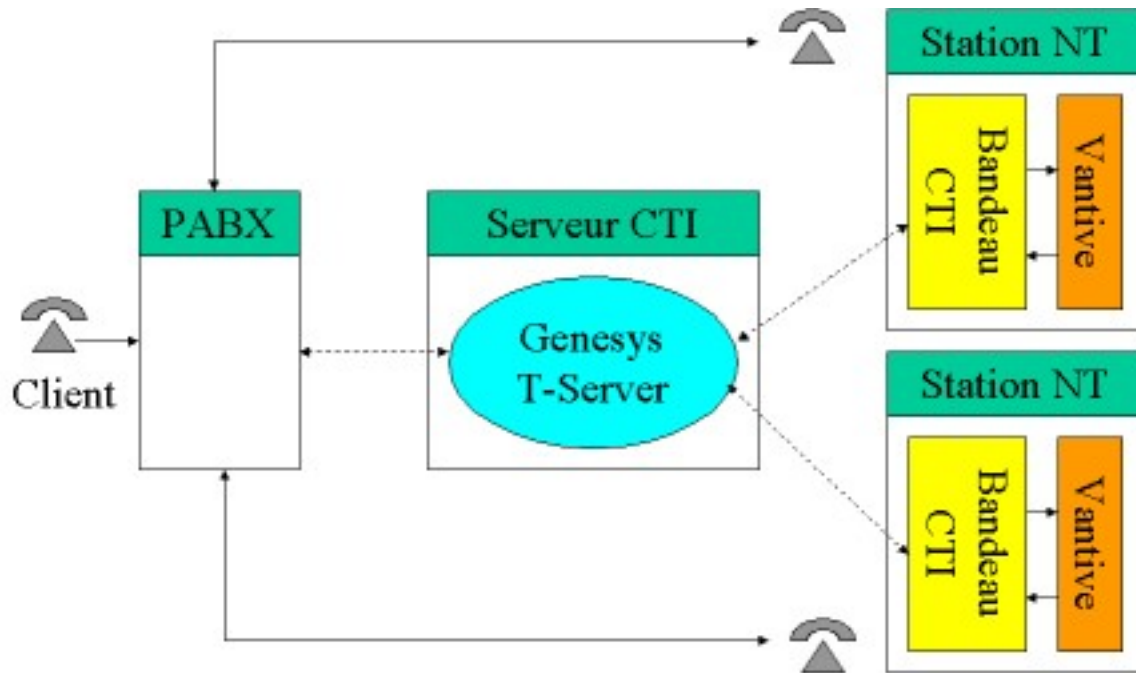 Station NT
Bandeau
CTI
Vantive
PABX
Serveur CTI
Genesys
T-Server
Client
Station NT
Bandeau
CTI
Vantive